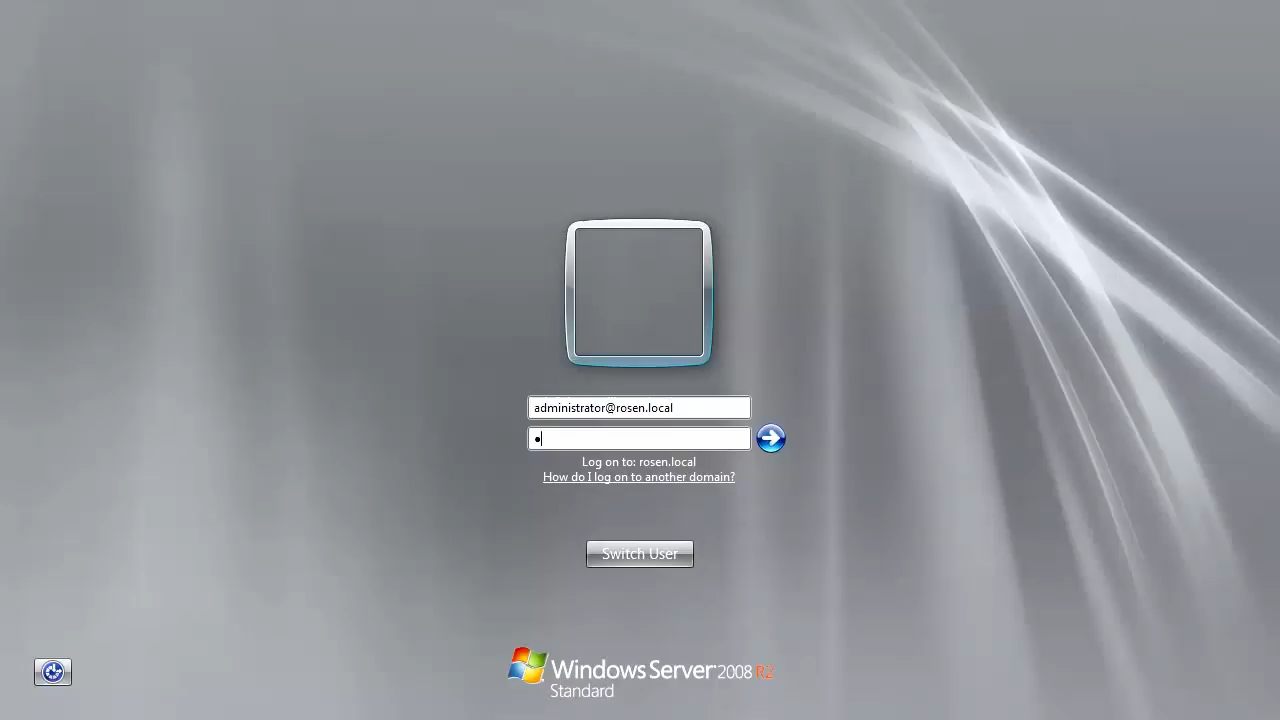 administrator@rosen.local
●
Log on to: rosen.local
How do I log on to another domain?
Switch User
Windows Server 2008 R2
Standard